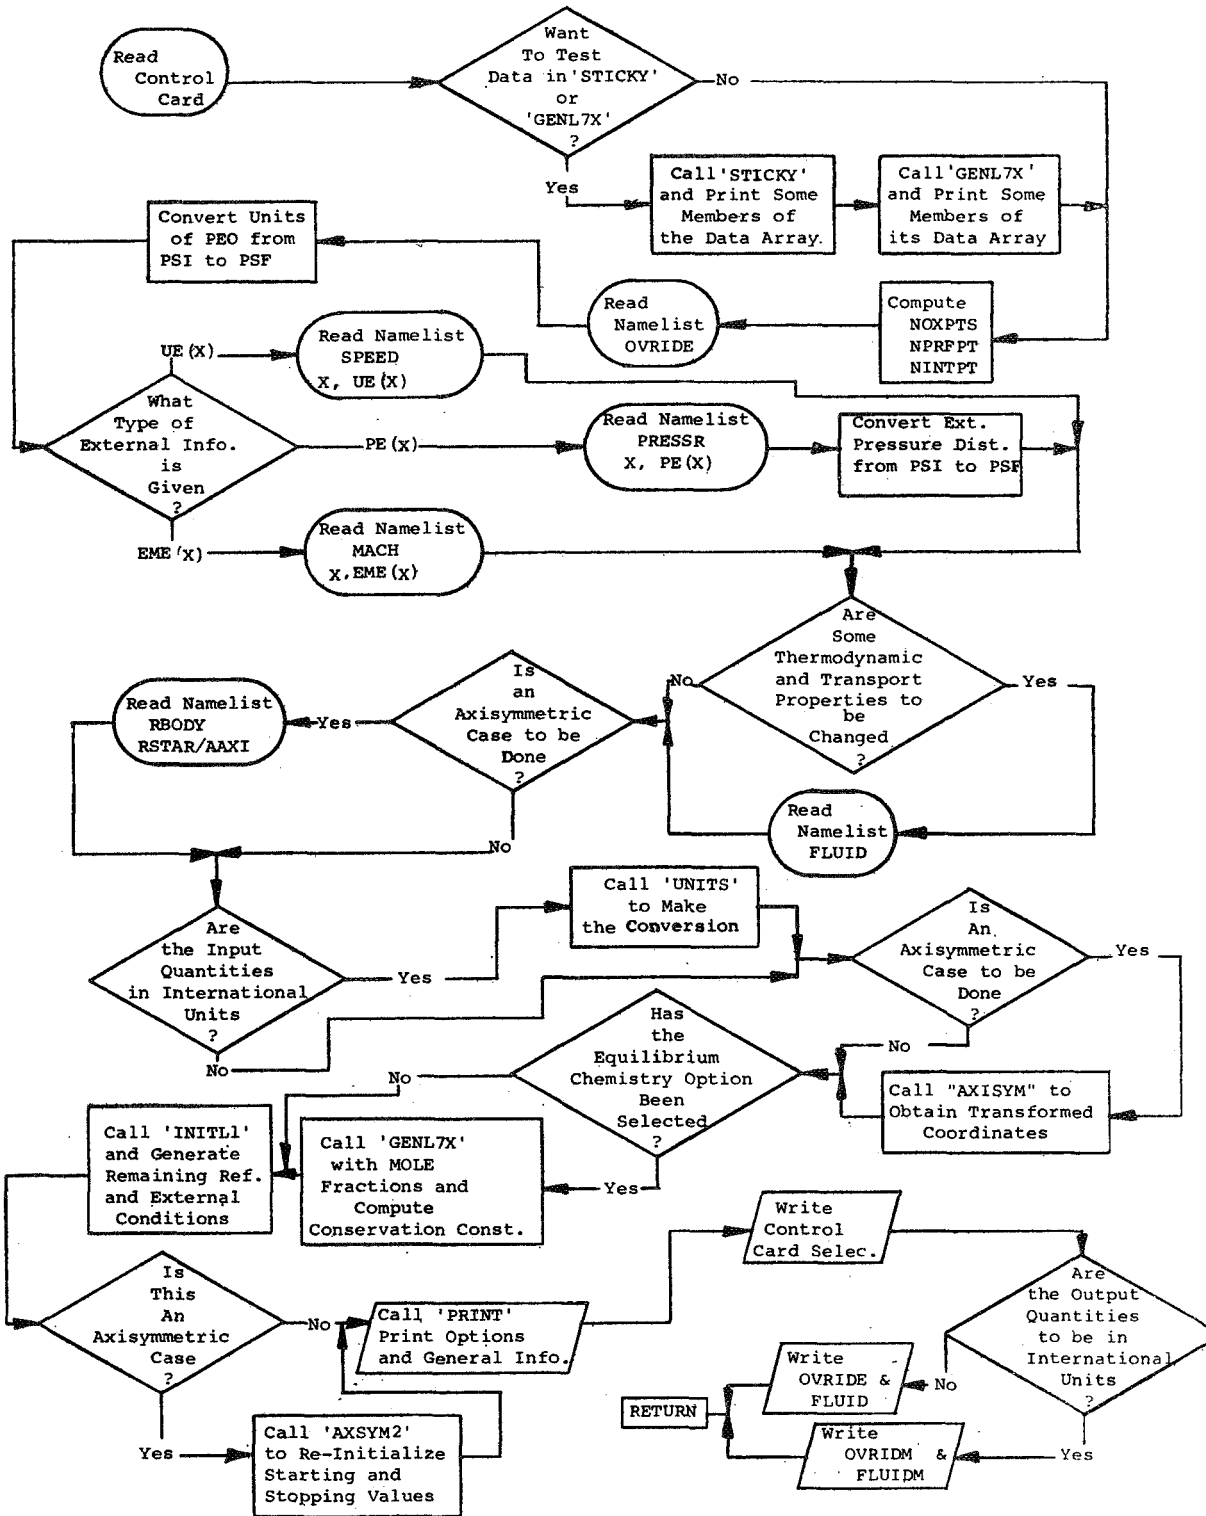 Read
Control
Card
Want
To Test
Data in 'STICKY'
or
'GENL7X'
?
No
Yes
Call 'STICKY'
and Print Some
Members of
the Data Array.
Call 'GENL7X'
and Print Some
Members of
its Data Array
Compute
NOXPTS
NPRFPT
NINTPT
Read
Namelist
OVRIDE
Convert Units
of PEO from
PSI to PSF
What
Type of
External Info.
is
Given
?
UE(X)
Read Namelist
SPEED
X, UE(X)
PE(X)
Read Namelist
PRESSR
X, PE(X)
Convert Ext.
Pressure Dist.
from PSI to PSF
EME(X)
Read Namelist
MACH
X,EME(X)
Are
Some
Thermodynamic
and Transport
Properties to
be
Changed
?
Yes
No
Read
Namelist
FLUID
Is
an
Axisymmetric
Case to be
Done
?
Yes
No
Read Namelist
RBODY
RSTAR/AAXI
Are
the Input
Quantities
in International
Units
?
Yes
No
Call 'UNITS'
to Make
the Conversion
Is
An
Axisymmetric
Case to be
Done
?
Yes
No
Call "AXISYM" to
Obtain Transformed
Coordinates
Has
the
Equilibrium
Chemistry Option
Been
Selected
?
No
Yes
Call 'GENL7X'
with MOLE
Fractions and
Compute
Conservation Const.
Call 'INITL1'
and Generate
Remaining Ref.
and External
Conditions
Is
This
An
Axisymmetric
Case
?
No
Yes
Call 'AXSYM2'
to Re-Initialize
Starting and
Stopping Values
Call 'PRINT'
Print Options
and General Info.
Write
Control
Card Selec.
Are
the Output
Quantities
to be in
International
Units
?
No
Yes
Write
OVRIDE &
FLUID
Write
OVRIDM &
FLUIDM
RETURN